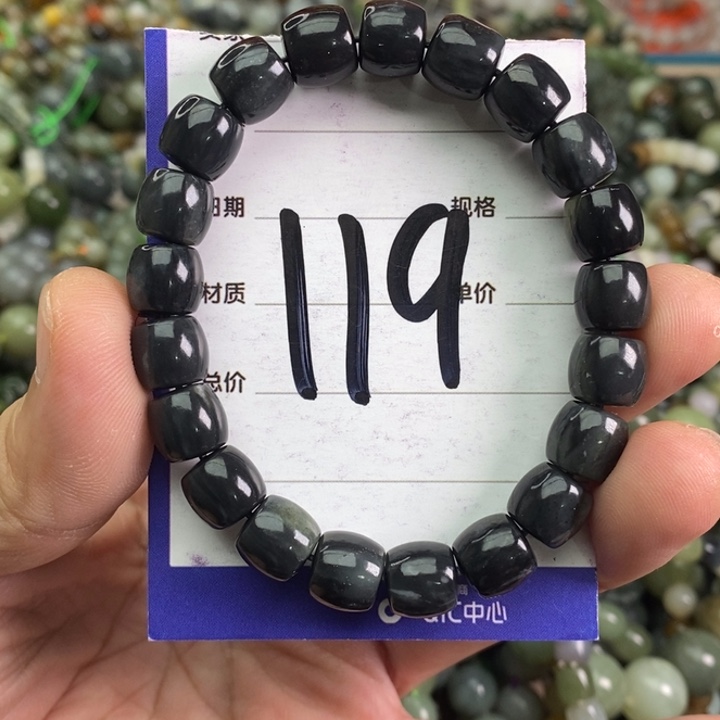 日期 规格
119
材质 单价
总价
中心